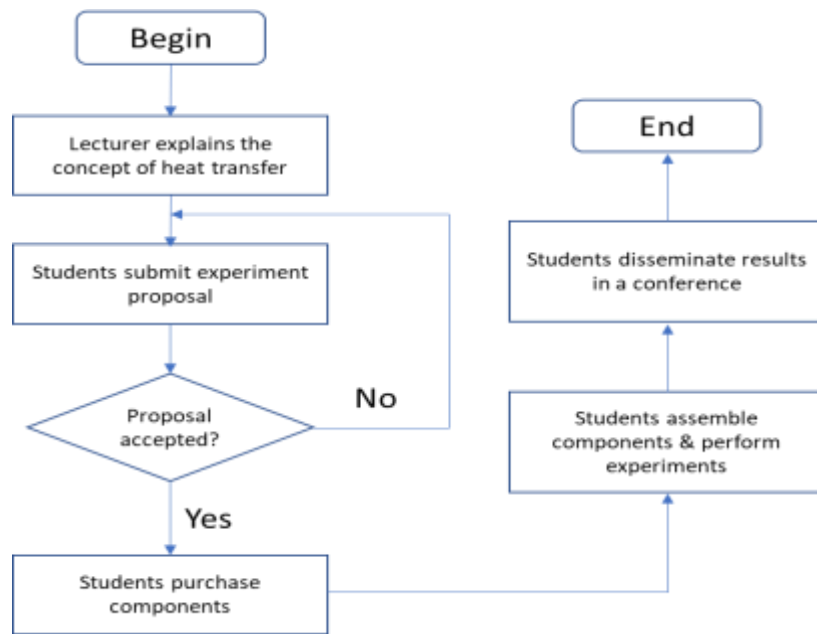 Begin
Lecturer explains the
concept of heat transfer
Students submit experiment
proposal
Proposal
accepted?
No
Yes
Students purchase
components
Students assemble
components & perform
experiments
Students disseminate results
in a conference
End